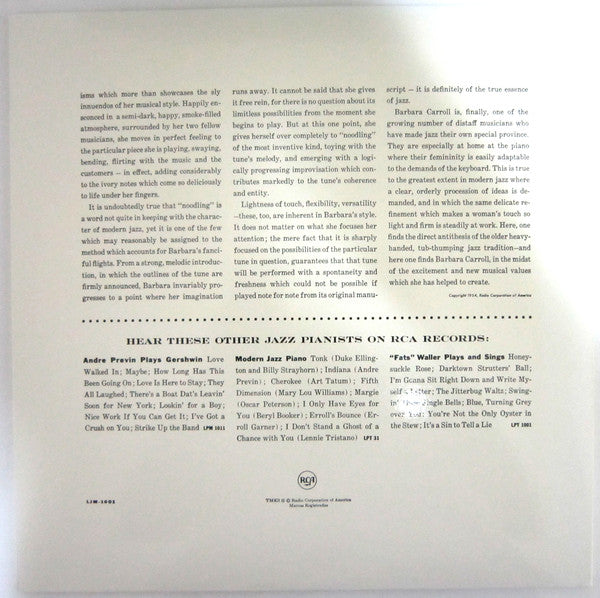 isms which more than showcases the sly
innuendos of her musical style. Happily en-
sconced in a semi-dark, happy, smoke-filled
atmosphere, surrounded by her two fellow
musicians, she moves in perfect feeling to
the particular piece she is playing, swaying,
bending, flirting with the music and the
customers — in effect, adding considerably
to the ivory notes which come so deliciously
to life under her fingers.
It is undoubtedly true that "noodling" is
a word not quite in keeping with the charac-
ter of modern jazz, yet it is one of the few
which may reasonably be assigned to the
method which accounts for Barbara's fanci-
ful flights. From a strong, melodic introduc-
tion, in which the outlines of the tune are
firmly announced, Barbara invariably pro-
gresses to a point where her imagination
runs away. It cannot be said that she gives
it free rein, for there is no question about its
limitless possibilities from the moment she
begins to play. But at this one point, she
gives herself over completely to "noodling"
of the most inventive kind, toying with the
tune's melody, and emerging with a logi-
cally progressing improvisation which con-
tributes markedly to the tune's coherence
and entity.
Lightness of touch, flexibility, versatility
—these, too, are inherent in Barbara's style.
It does not matter on what she focuses her
attention; the mere fact that it is sharply
focused on the possibilities of the particular
tune in question, guarantees that that tune
will be performed with a spontaneity and
freshness which could not be possible if
played note for note from its original manu-
script — it is definitely of the true essence
of jazz.
Barbara Carroll is, finally, one of the
growing number of distaff musicians who
have made jazz their own special province.
They are especially at home at the piano
where their femininity is easily adaptable
to the demands of the keyboard. This is true
to the greatest extent in modern jazz where
a clear, orderly procession of ideas is de-
manded, and in which the same delicate re-
finement which makes a woman's touch so
light and firm is steadily at work. Here, one
finds the direct antithesis of the older heavy-
handed, tub-thumping jazz tradition—and
here one finds Barbara Carroll, in the midst
of the excitement and new musical values
which she has helped to create.
Copyright 1954, Radio Corporation of America
HEAR THESE OTHER JAZZ PIANISTS ON RCA RECORDS:
Andre Previn Plays Gershwin Love
Walked In; Maybe; How Long Has This
Been Going On; Love Is Here to Stay; They
All Laughed; There's a Boat Dat's Leavin'
Soon for New York; Lookin' for a Boy;
Nice Work If You Can Get It; I've Got a
Crush on You; Strike Up the Band LPM 1011
Modern Jazz Piano Tonk (Duke Elling-
ton and Billy Strayhorn); Indiana (Andre
Previn); Cherokee (Art Tatum); Fifth
Dimension (Mary Lou Williams); Margie
(Oscar Peterson); I Only Have Eyes for
You (Beryl Booker); Erroll's Bounce (Er-
roll Garner); I Don't Stand a Ghost of a
Chance with You (Lennie Tristano) LPT 31
"Fats" Waller Plays and Sings Honey-
suckle Rose; Darktown Strutters' Ball;
I'm Gonna Sit Right Down and Write My-
self a Letter; The Jitterbug Waltz; Swing-
in' Them Jingle Bells; Blue, Turning Grey
over You; You're Not the Only Oyster in
the Stew; It's a Sin to Tell a Lie LPT 1001
RCA
TMK(S) ® © Radio Corporation of America
Marcas Registradas
LJM-1001